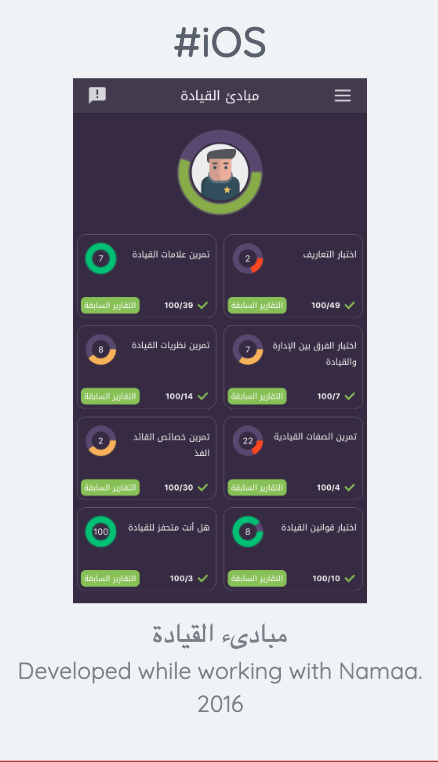 #iOS
مبادئ القيادة
اختبار التعاريف
2
100/49
التقارير السابقة
تمرين علامات القيادة
7
100/39
التقارير السابقة
اختبار الفرق بين الإدارة
والقيادة
7
100/7
التقارير السابقة
تمرين نظريات القيادة
8
100/14
التقارير السابقة
تمرين الصفات القيادية
22
100/4
التقارير السابقة
تمرين خصائص القائد
الفذ
2
100/30
التقارير السابقة
اختبار قوانين القيادة
8
100/10
التقارير السابقة
هل أنت متحفز للقيادة
100
100/3
التقارير السابقة
مبادىء القيادة
Developed while working with Namaa.
2016